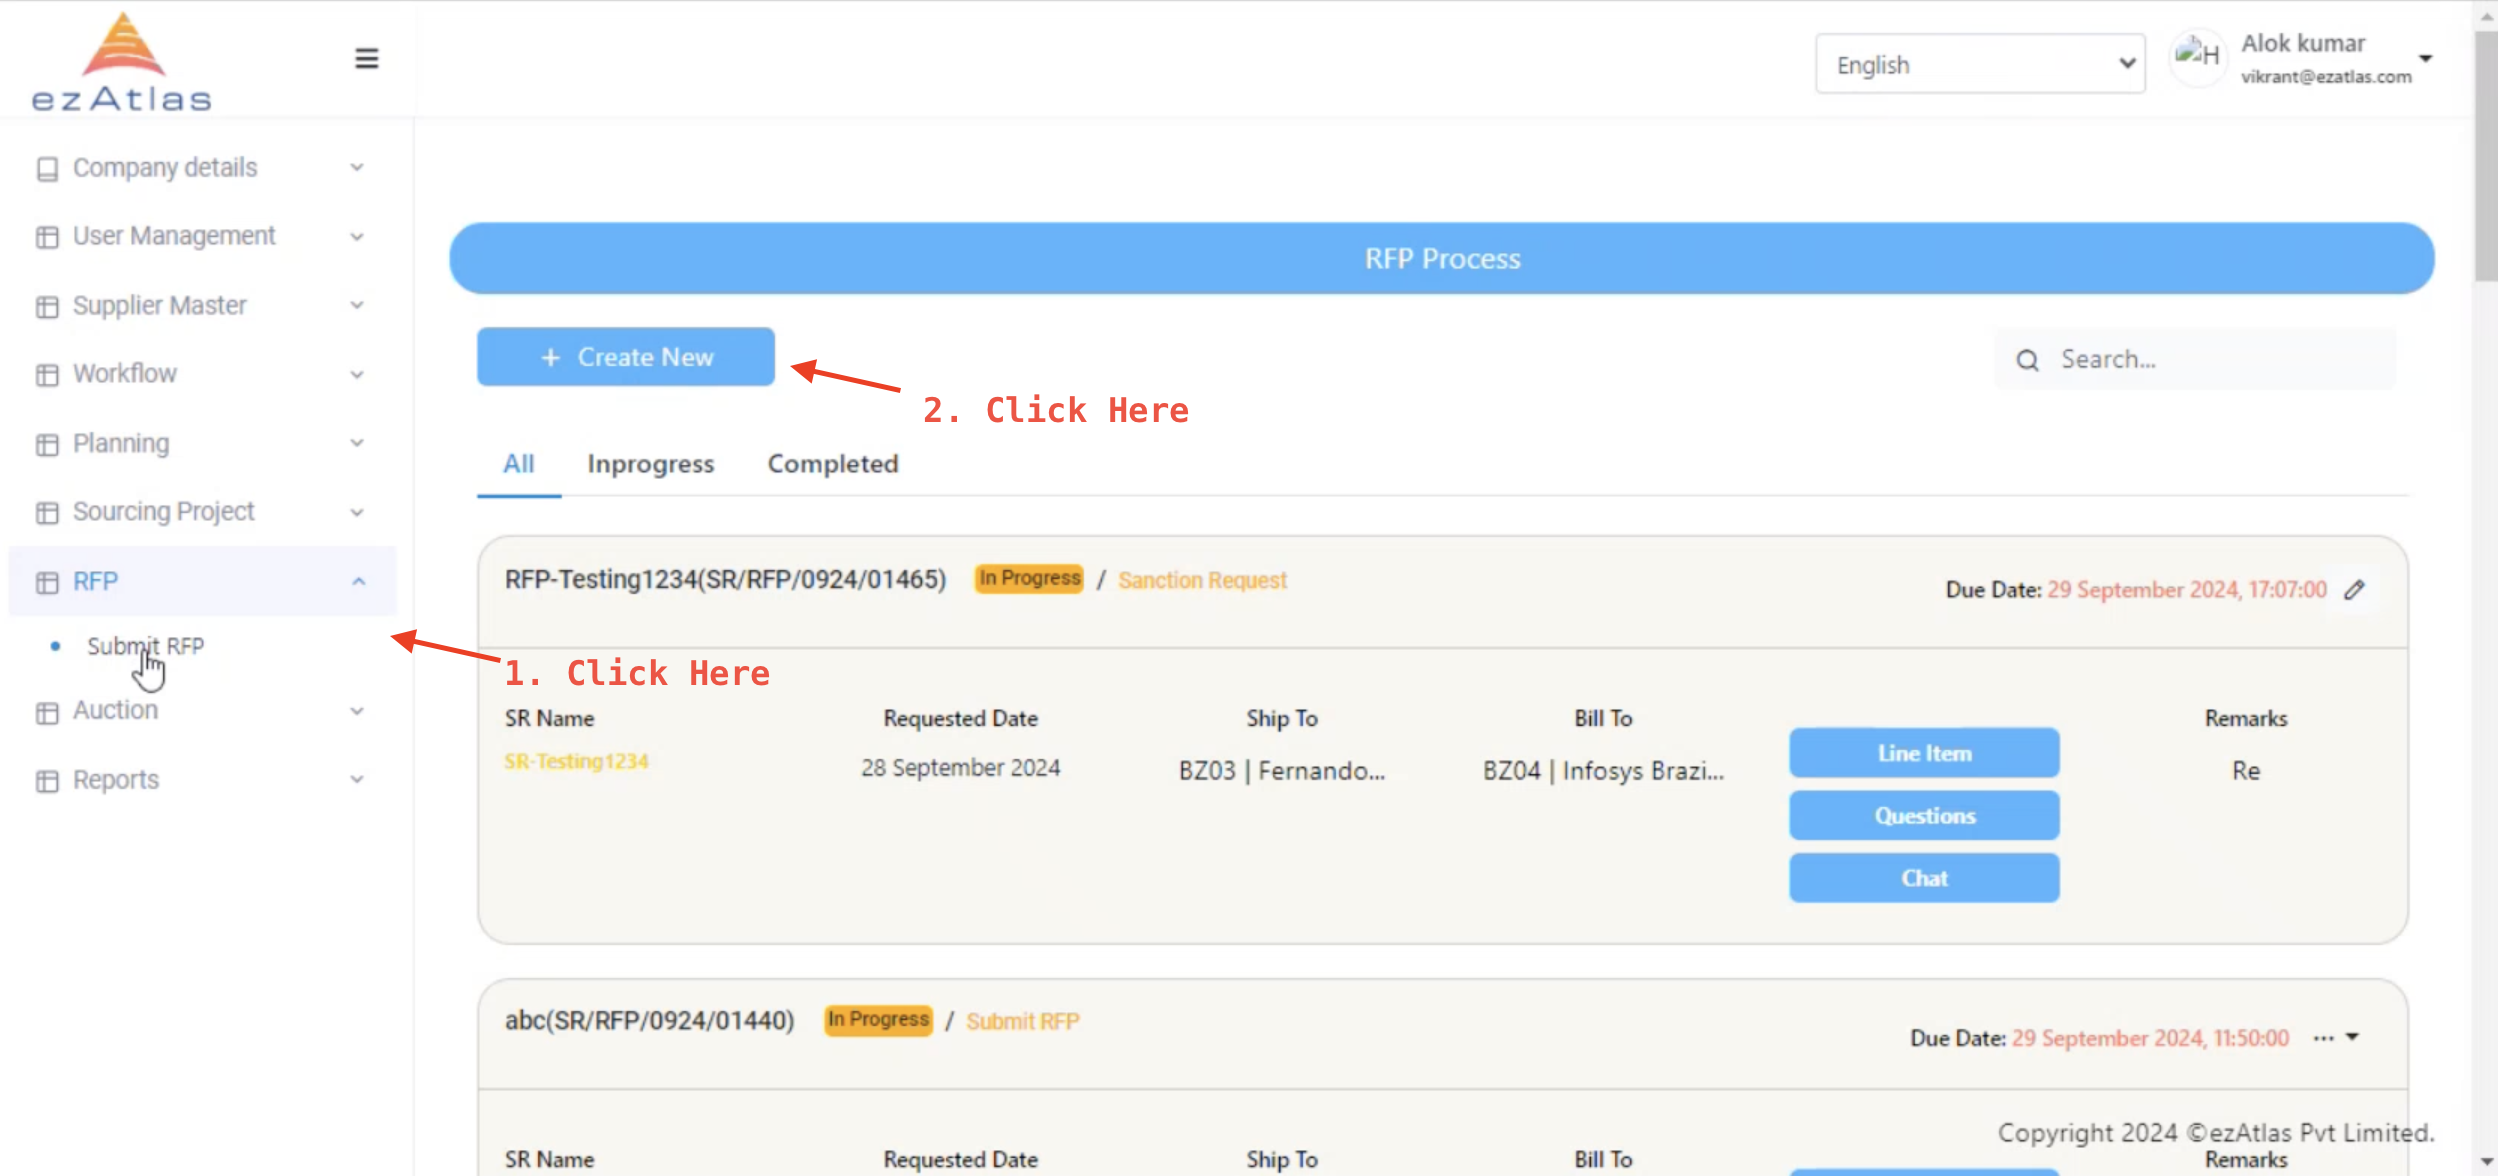 ezAtlas
English
H
Alok kumar
vikrant@ezatlas.com
Company details
User Management
Supplier Master
Workflow
Planning
Sourcing Project
RFP
Submit RFP
Auction
Reports
RFP Process
+ Create New
Search...
2. Click Here
All Inprogress Completed
RFP-Testing1234(SR/RFP/0924/01465) In Progress / Sanction Request
Due Date: 29 September 2024, 17:07:00
1. Click Here
SR Name Requested Date Ship To Bill To Remarks
SR-Testing1234 28 September 2024 BZ03 | Fernando... BZ04 | Infosys Brazi... Re
Line Item
Questions
Chat
abc(SR/RFP/0924/01440) In Progress / Submit RFP
Due Date: 29 September 2024, 11:50:00 ...
Copyright 2024 ©ezAtlas Pvt Limited.
SR Name Requested Date Ship To Bill To Remarks